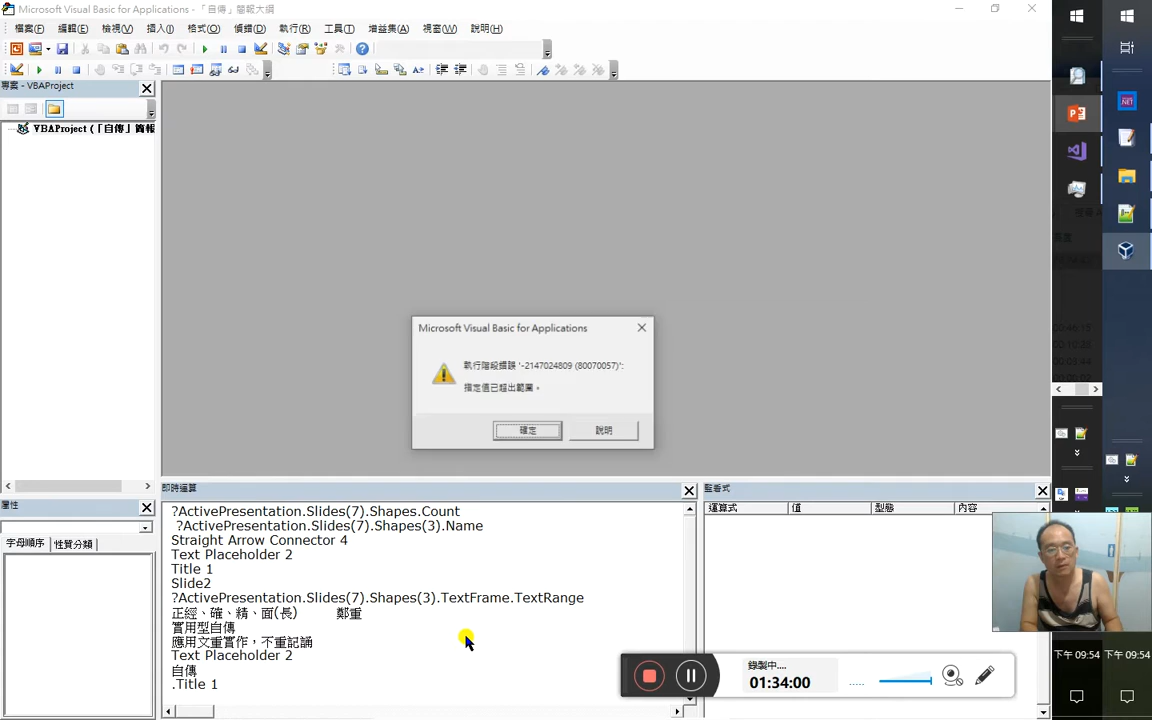 Microsoft Visual Basic for Applications - 「自傳」簡報大綱
檔案(F) 編輯(E) 檢視(V) 插入(I) 格式(O) 偵錯(D) 執行(R) 工具(T) 增益集(A) 視窗(W) 說明(H)
專案 - VBAProject
VBAProject (「自傳」簡報
Microsoft Visual Basic for Applications
執行階段錯誤 '-2147024809 (80070057)':
指定值已超出範圍。
確定 說明
屬性
字母順序 性質分類
即時運算
?ActivePresentation.Slides(7).Shapes.Count
?ActivePresentation.Slides(7).Shapes(3).Name
Straight Arrow Connector 4
Text Placeholder 2
Title 1
Slide2
?ActivePresentation.Slides(7).Shapes(3).TextFrame.TextRange
正經、確、精、面(長) 鄭重
實用型自傳
應用文重實作，不重記誦
Text Placeholder 2
自傳
.Title 1
監看式
運算式 值 型態 內容
錄製中....
01:34:00
.NET
下午 09:54 下午 09:54